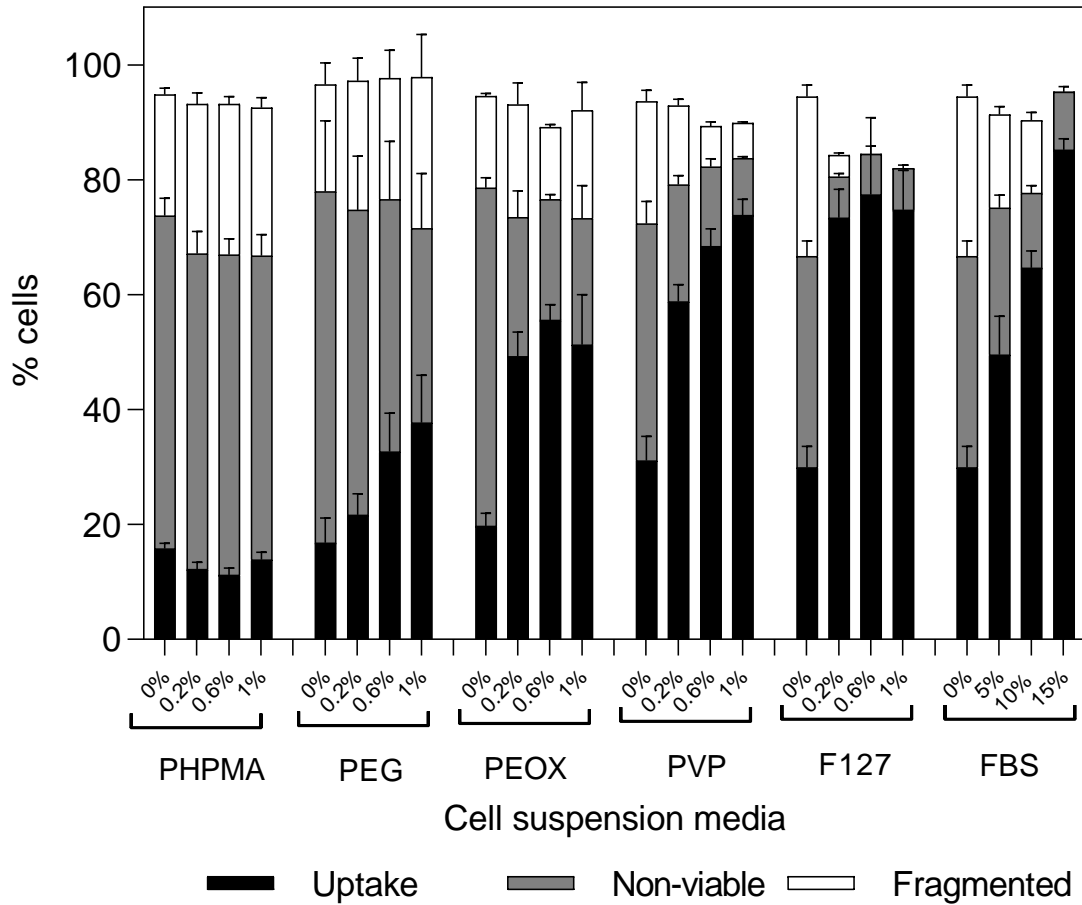 100
80
60
40
20
0
% cells
0% 0.2% 0.6% 1% 0% 0.2% 0.6% 1% 0% 0.2% 0.6% 1% 0% 0.2% 0.6% 1% 0% 0.2% 0.6% 1% 0% 5% 10% 15%
PHPMA PEG PEOX PVP F127 FBS
Cell suspension media
Uptake Non-viable Fragmented